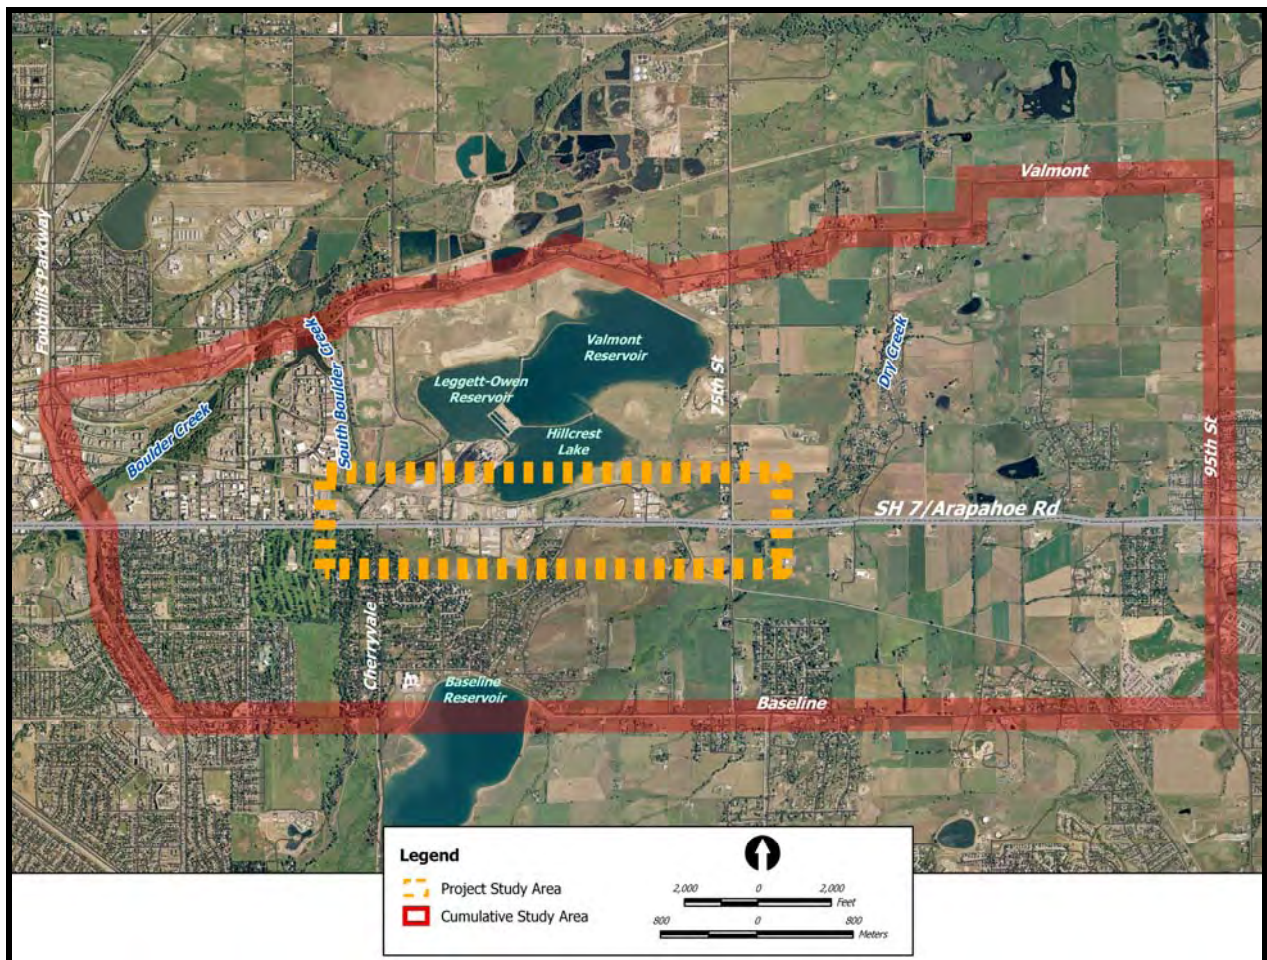 Valmont
Foothills Parkway
Valmont
Reservoir
South Boulder Creek
Dry Creek
75th St
Leggett-Owen
Reservoir
Boulder Creek
Hillcrest
Lake
95th St
SH 7/Arapahoe Rd
Cherryvale
Baseline
Reservoir
Baseline
Legend
Project Study Area
Cumulative Study Area
2,000 0 2,000
Feet
800 0 800
Meters